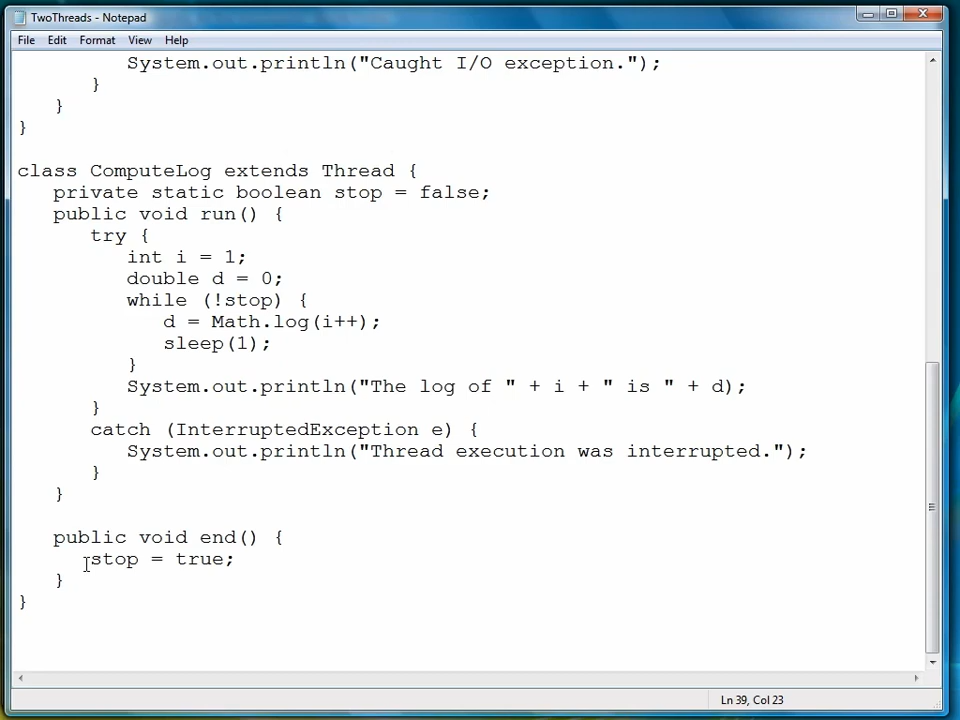 TwoThreads - Notepad
File Edit Format View Help
System.out.println("Caught I/O exception.");
}
}
}
class ComputeLog extends Thread {
private static boolean stop = false;
public void run() {
try {
int i = 1;
double d = 0;
while (!stop) {
d = Math.log(i++);
sleep(1);
}
System.out.println("The log of " + i + " is " + d);
}
catch (InterruptedException e) {
System.out.println("Thread execution was interrupted.");
}
}
public void end() {
stop = true;
}
}
Ln 39, Col 23